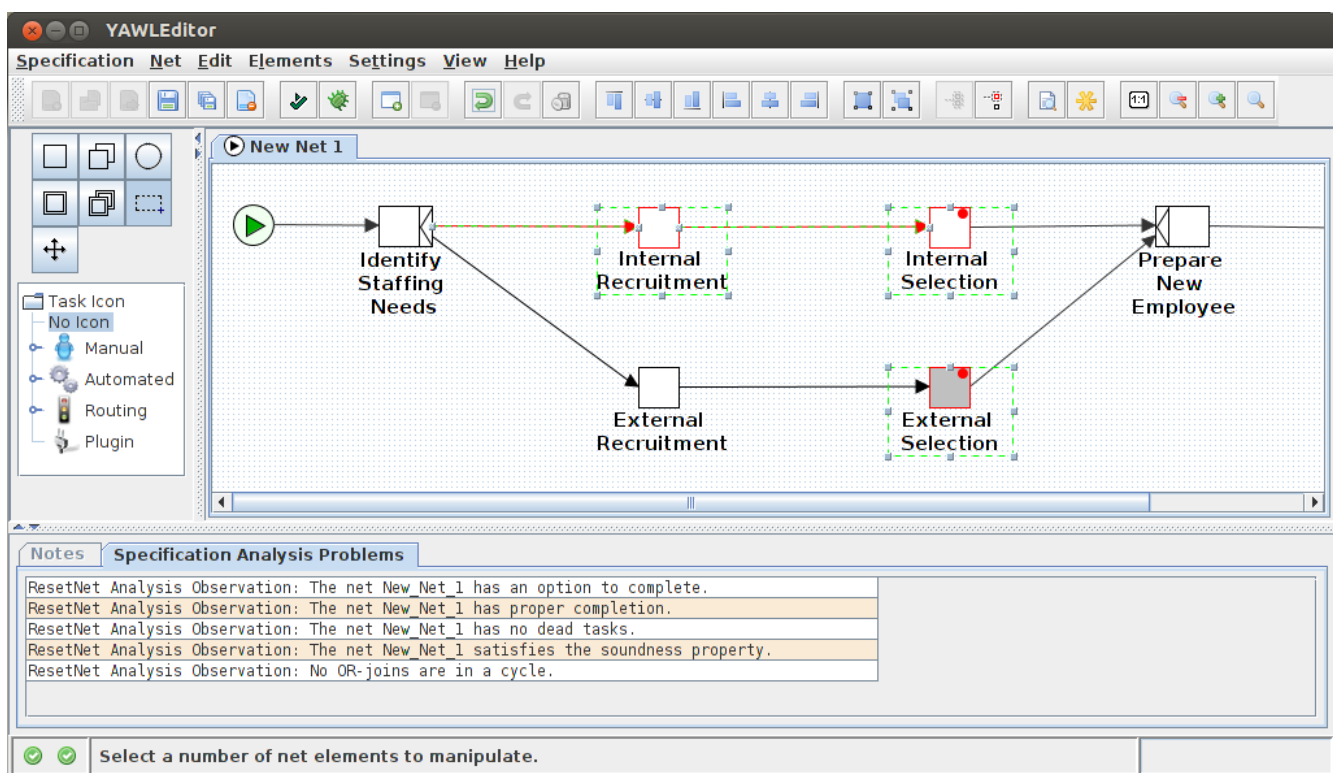 YAWLEditor
Specification Net Edit Elements Settings View Help
1:1
New Net 1
Identify
Staffing
Needs
Internal
Recruitment
Internal
Selection
Prepare
New
Employee
External
Recruitment
External
Selection
Task Icon
No Icon
Manual
Automated
Routing
Plugin
Notes
Specification Analysis Problems
ResetNet Analysis Observation: The net New_Net_1 has an option to complete.
ResetNet Analysis Observation: The net New_Net_1 has proper completion.
ResetNet Analysis Observation: The net New_Net_1 has no dead tasks.
ResetNet Analysis Observation: The net New_Net_1 satisfies the soundness property.
ResetNet Analysis Observation: No OR-joins are in a cycle.
Select a number of net elements to manipulate.